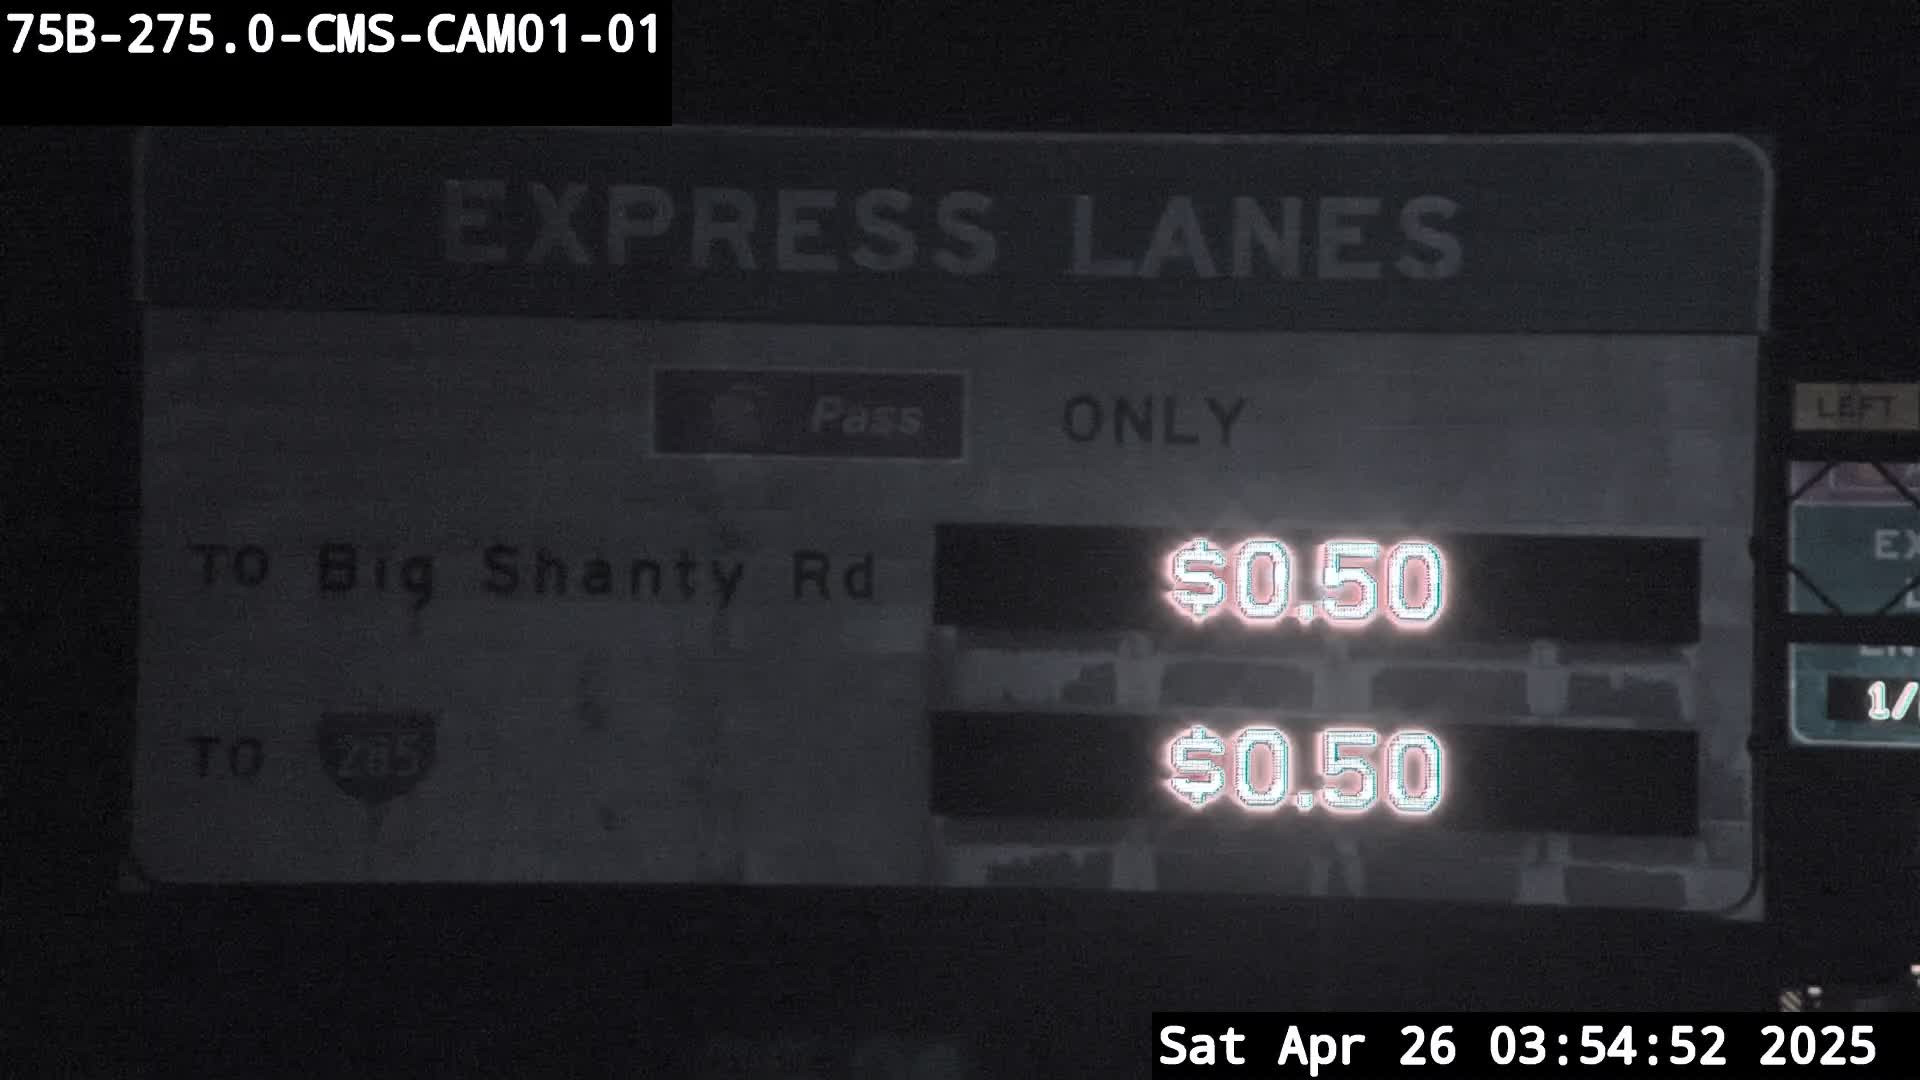 75B-275.0-CMS-CAM01-01
EXPRESS LANES
Pass ONLY
TO Big Shanty Rd $0.50
TO 285 $0.50
LEFT
Sat Apr 26 03:54:52 2025